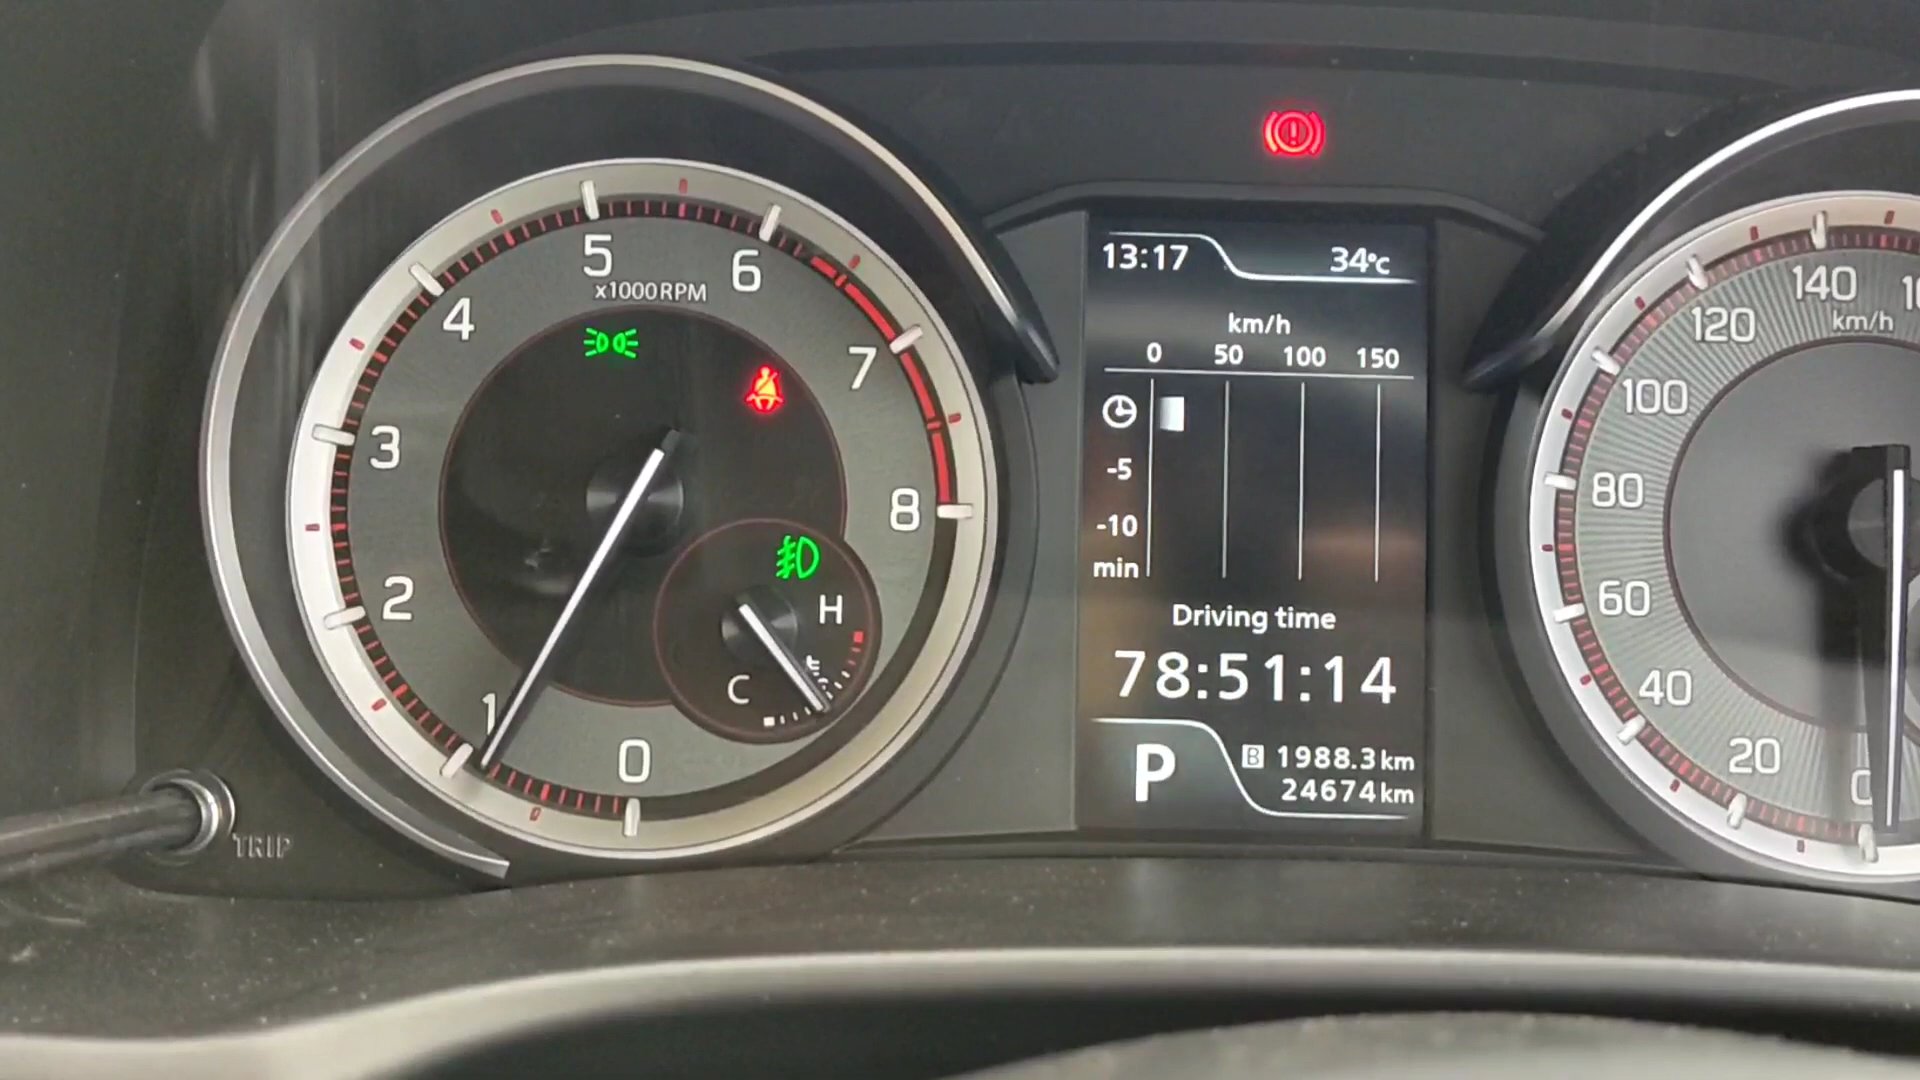 5
6
x1000RPM
4
7
3
8
2
H
C
1
0
TRIP
13:17 34°C
km/h
0 50 100 150
-5
-10
min
Driving time
78:51:14
P
B 1988.3 km
24674 km
140
km/h
120
100
80
60
40
20